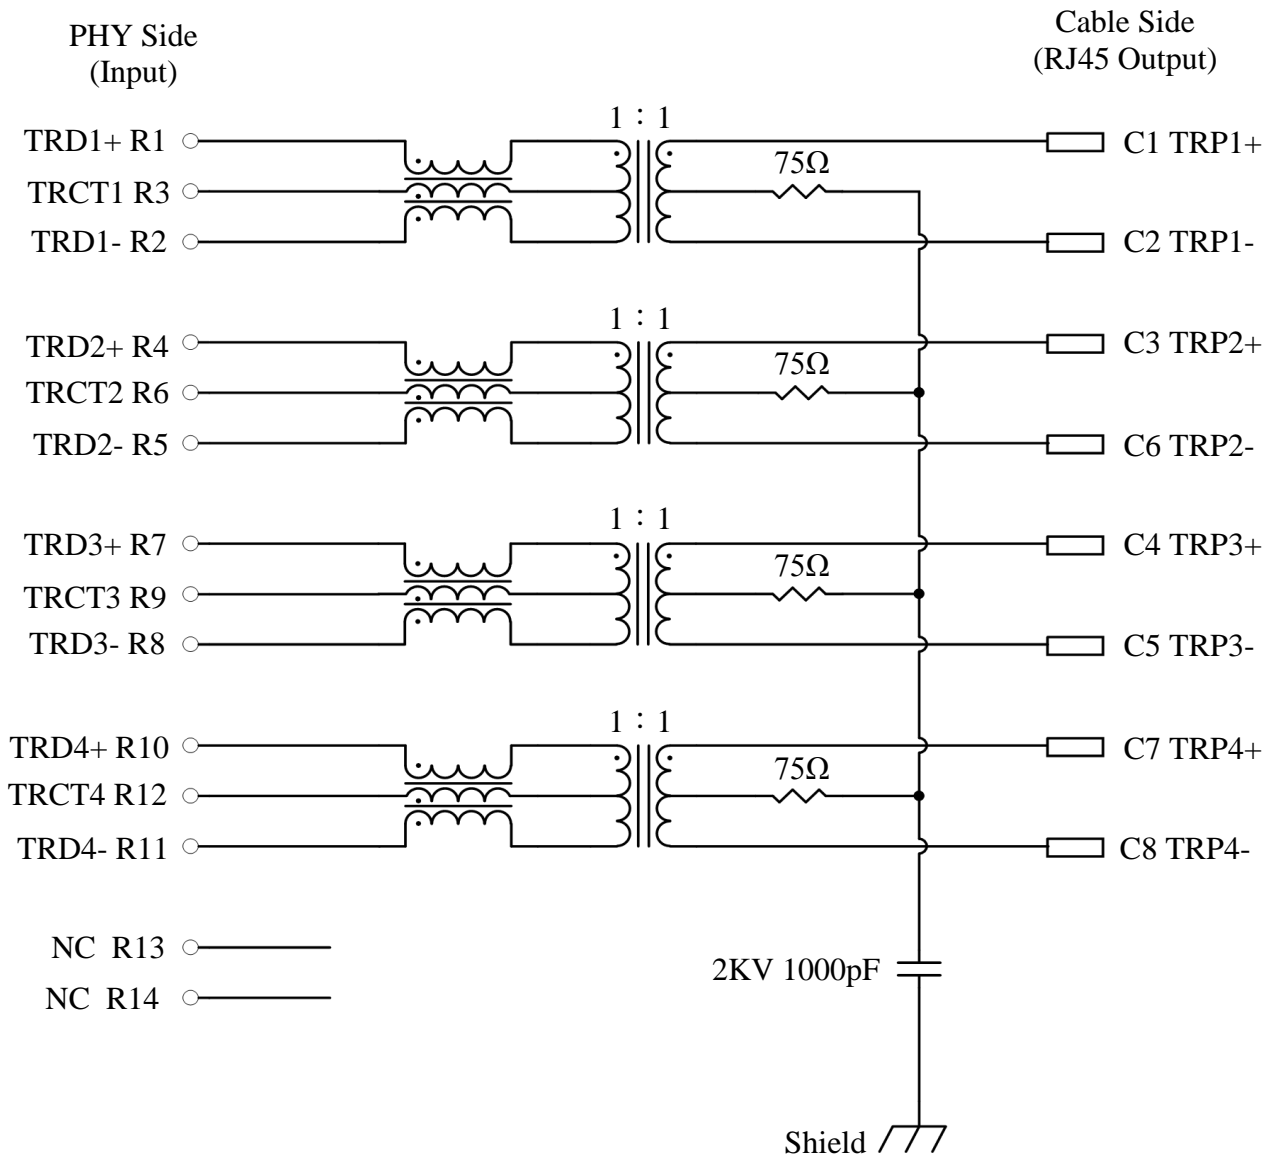 PHY Side
(Input)
Cable Side
(RJ45 Output)
1 : 1
TRD1+ R1
75Ω
C1 TRP1+
TRCT1 R3
TRD1- R2
C2 TRP1-
1 : 1
TRD2+ R4
75Ω
C3 TRP2+
TRCT2 R6
TRD2- R5
C6 TRP2-
1 : 1
TRD3+ R7
75Ω
C4 TRP3+
TRCT3 R9
TRD3- R8
C5 TRP3-
1 : 1
TRD4+ R10
75Ω
C7 TRP4+
TRCT4 R12
TRD4- R11
C8 TRP4-
NC R13
2KV 1000pF
NC R14
Shield